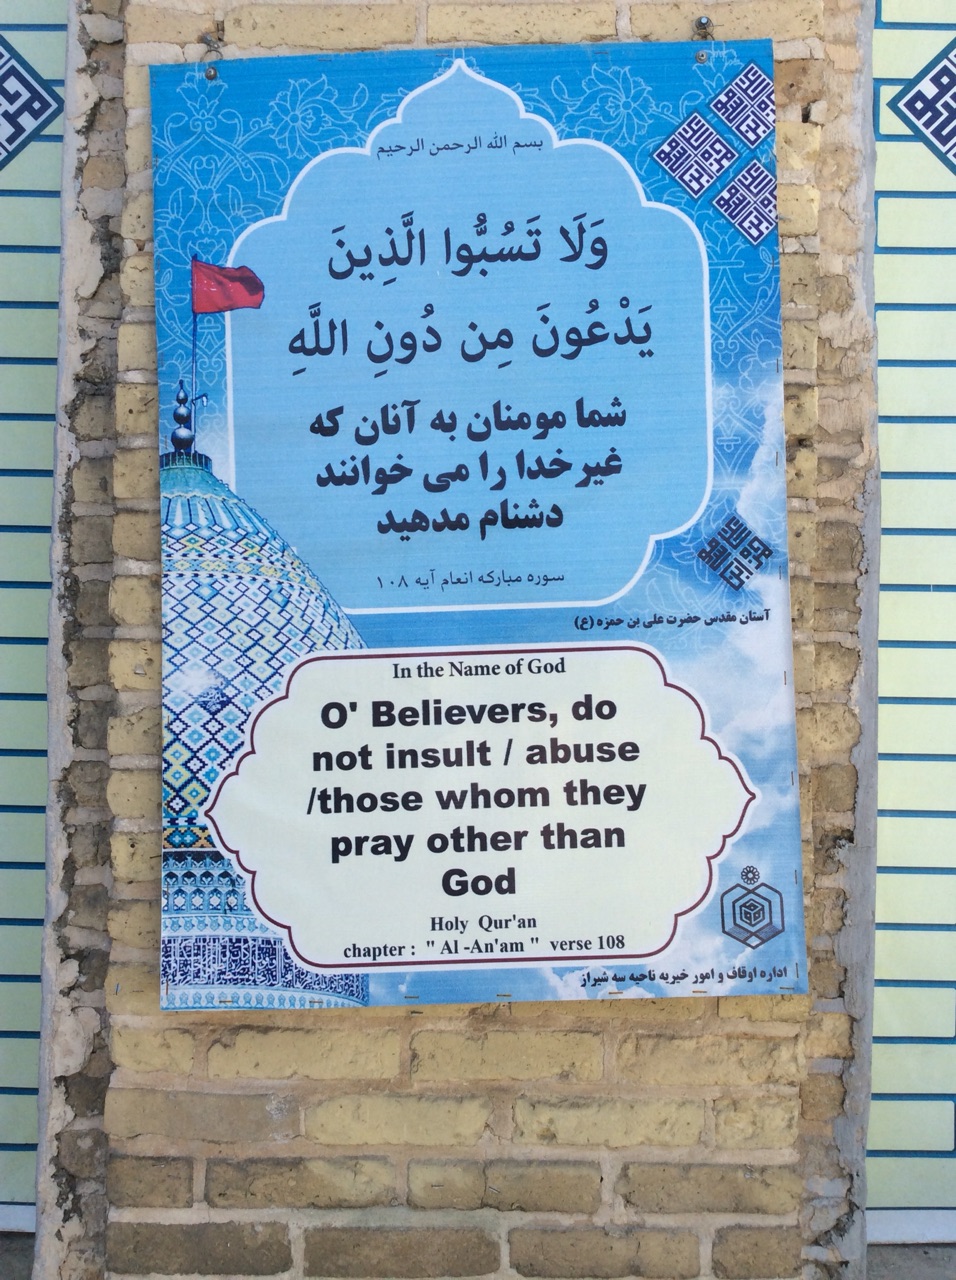 بسم الله الرحمن الرحیم
وَلَا تَسُبُّوا الَّذِينَ
يَدْعُونَ مِن دُونِ اللَّهِ
شما مومنان به آنان که
غیر خدا را می خوانند
دشنام مدهید
سوره مبارکه انعام آیه ۱۰۸
آستان مقدس حضرت علی بن حمزه (ع)
In the Name of God
O' Believers, do
not insult / abuse
/those whom they
pray other than
God
Holy Qur'an
chapter : " Al -An'am " verse 108
اداره اوقاف و امور خیریه ناحیه سه شیراز